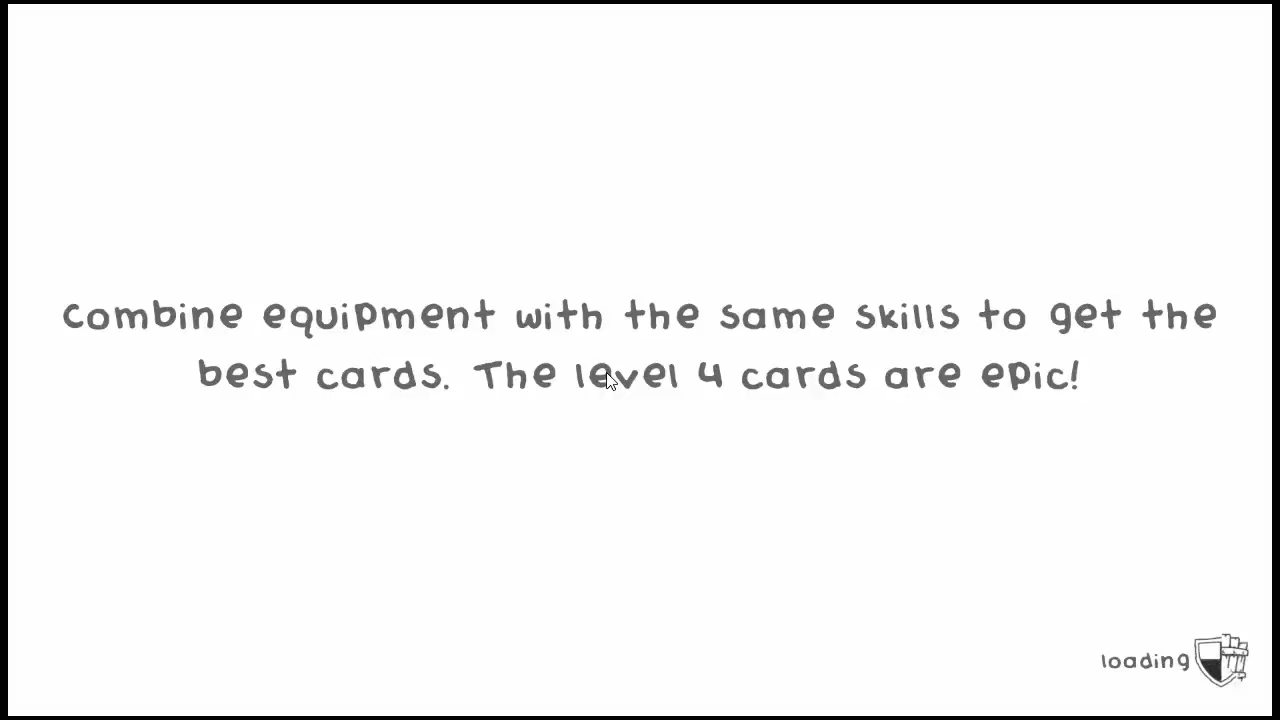 combine equipment with the same skills to get the
best cards. The level 4 cards are epic!
loading